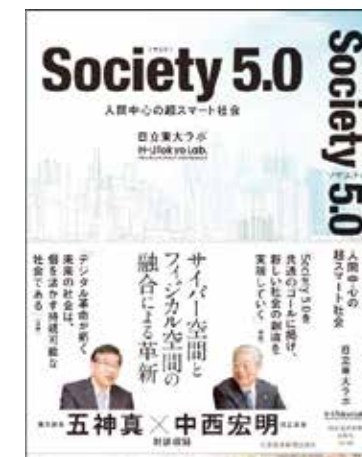 ソサエティ
Society 5.0
人間中心の超スマート社会
日立東大ラボ
H-UTokyo Lab.
Society 5.0を
共通のゴールに掲げ、
新しい社会の創造を
実現していく
サイバー空間と
フィジカル空間の
融合による革新
デジタル革命が紡ぐ
未来の社会は、
個を活かす持続可能な
社会である
五神真×中西宏明
対談収録
Society 5.0
ソサエティ
人間中心の
超スマート社会
日立東大ラボ
H-UTokyo Lab.